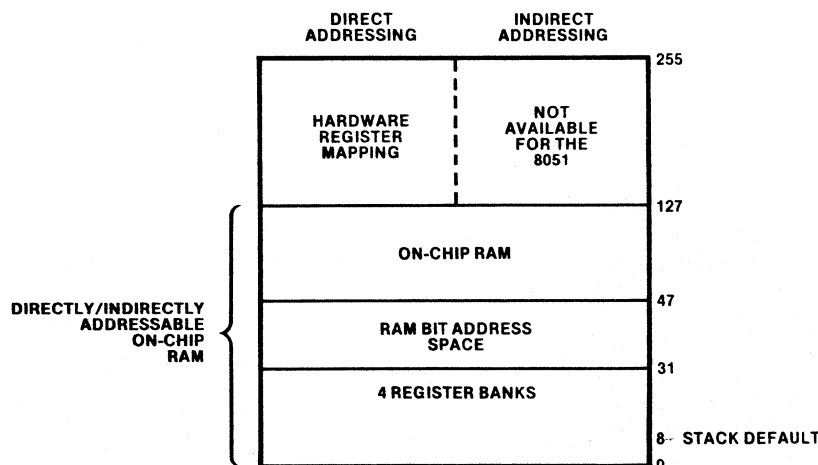 DIRECT
ADDRESSING
INDIRECT
ADDRESSING
255
HARDWARE
REGISTER
MAPPING
NOT
AVAILABLE
FOR THE
8051
127
ON-CHIP RAM
47
DIRECTLY/INDIRECTLY
ADDRESSABLE
ON-CHIP
RAM
RAM BIT ADDRESS
SPACE
31
4 REGISTER BANKS
8-- STACK DEFAULT